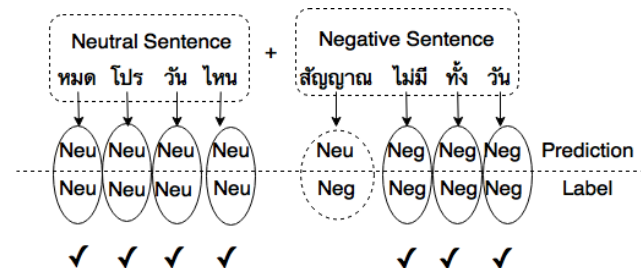 Neutral Sentence + Negative Sentence
หมด โปร วัน ไหน สัญญาณ ไม่มี ทั้ง วัน
Neu Neu Neu Neu Neu Neg Neg Neg Prediction
Neu Neu Neu Neu Neg Neg Neg Neg Label
✓ ✓ ✓ ✓ ✓ ✓ ✓